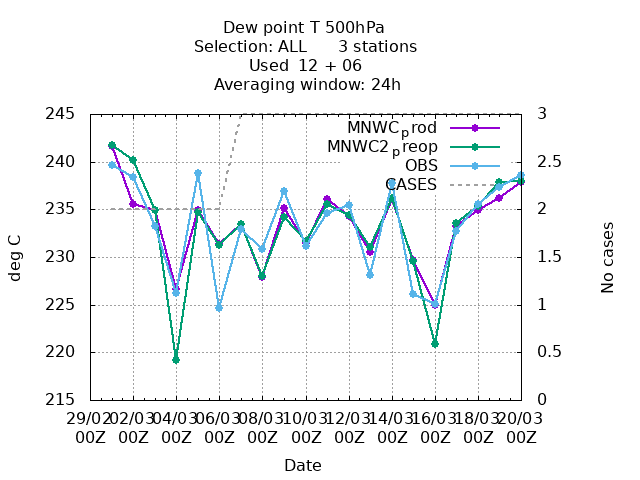 Dew point T 500hPa
Selection: ALL 3 stations
Used 12 + 06
Averaging window: 24h
245 3
MNWCprod
MNWC2preop
240 2.5
OBS
CASES
235 2
230 1.5
225 1
220 0.5
215 0
deg C
No cases
29/02 02/03 04/03 06/03 08/03 10/03 12/03 14/03 16/03 18/03 20/03
00Z 00Z 00Z 00Z 00Z 00Z 00Z 00Z 00Z 00Z 00Z
Date